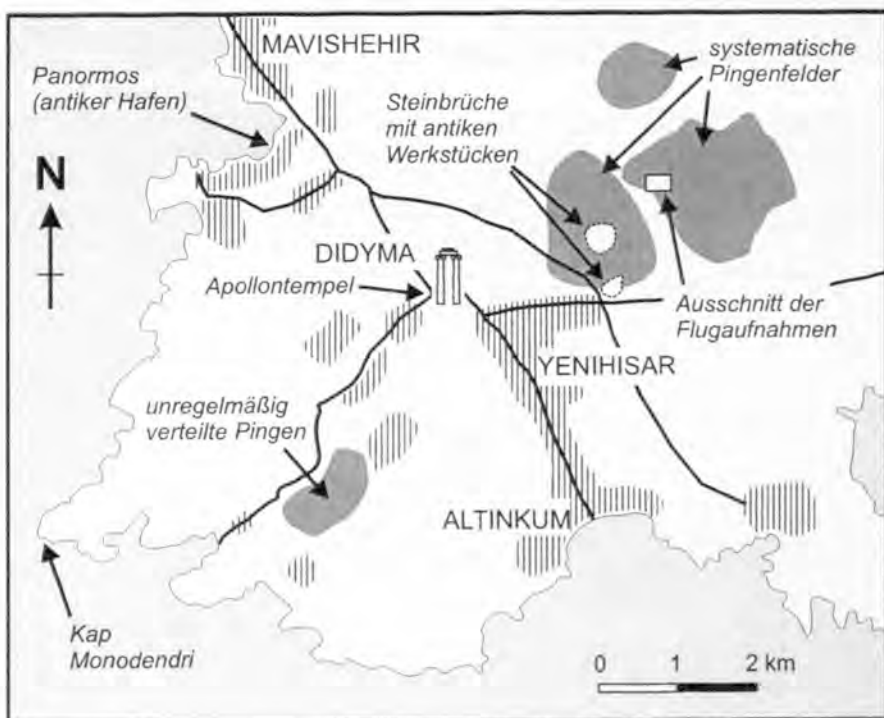 MAVISHEHIR
systematische
Pingenfelder
Panormos
(antiker Hafen)
Steinbrüche
mit antiken
Werkstücken
N
DIDYMA
Apollontempel
Ausschnitt der
Flugaufnahmen
YENIHISAR
unregelmäßig
verteilte Pingen
ALTINKUM
Kap
Monodendri
0 1 2 km